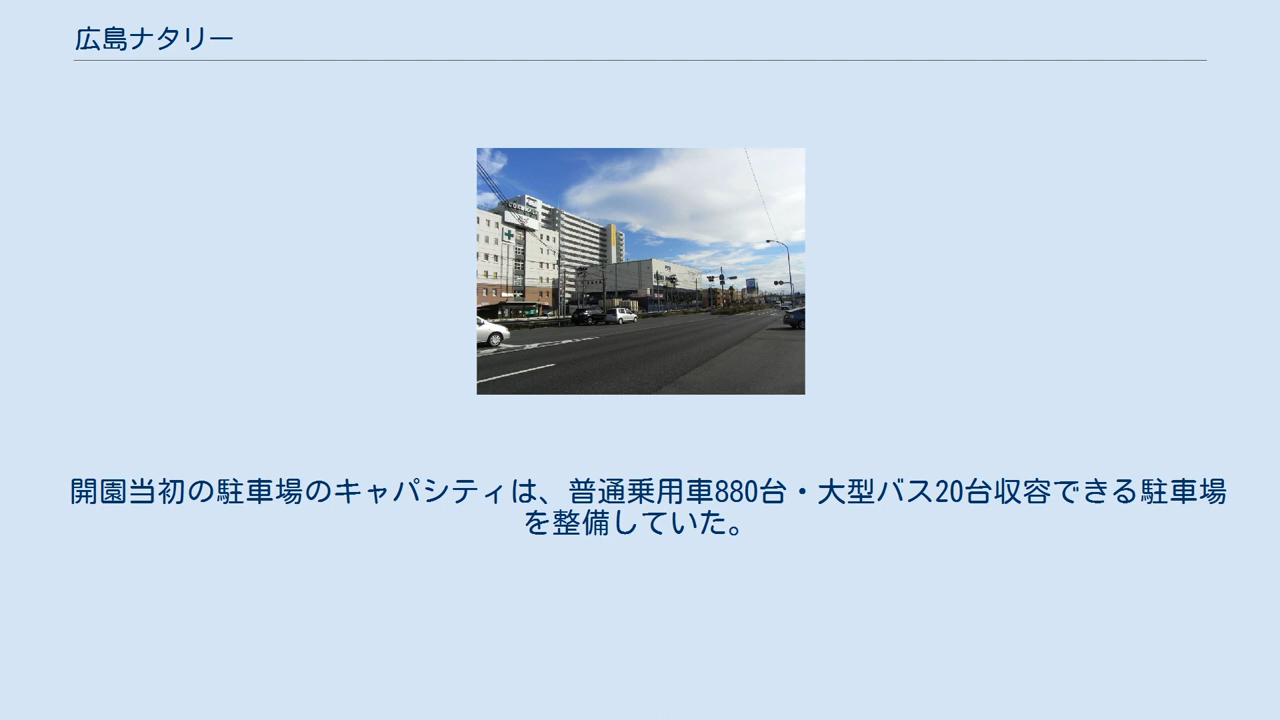 広島ナタリー
開園当初の駐車場のキャパシティは、普通乗用車880台・大型バス20台収容できる駐車場
を整備していた。